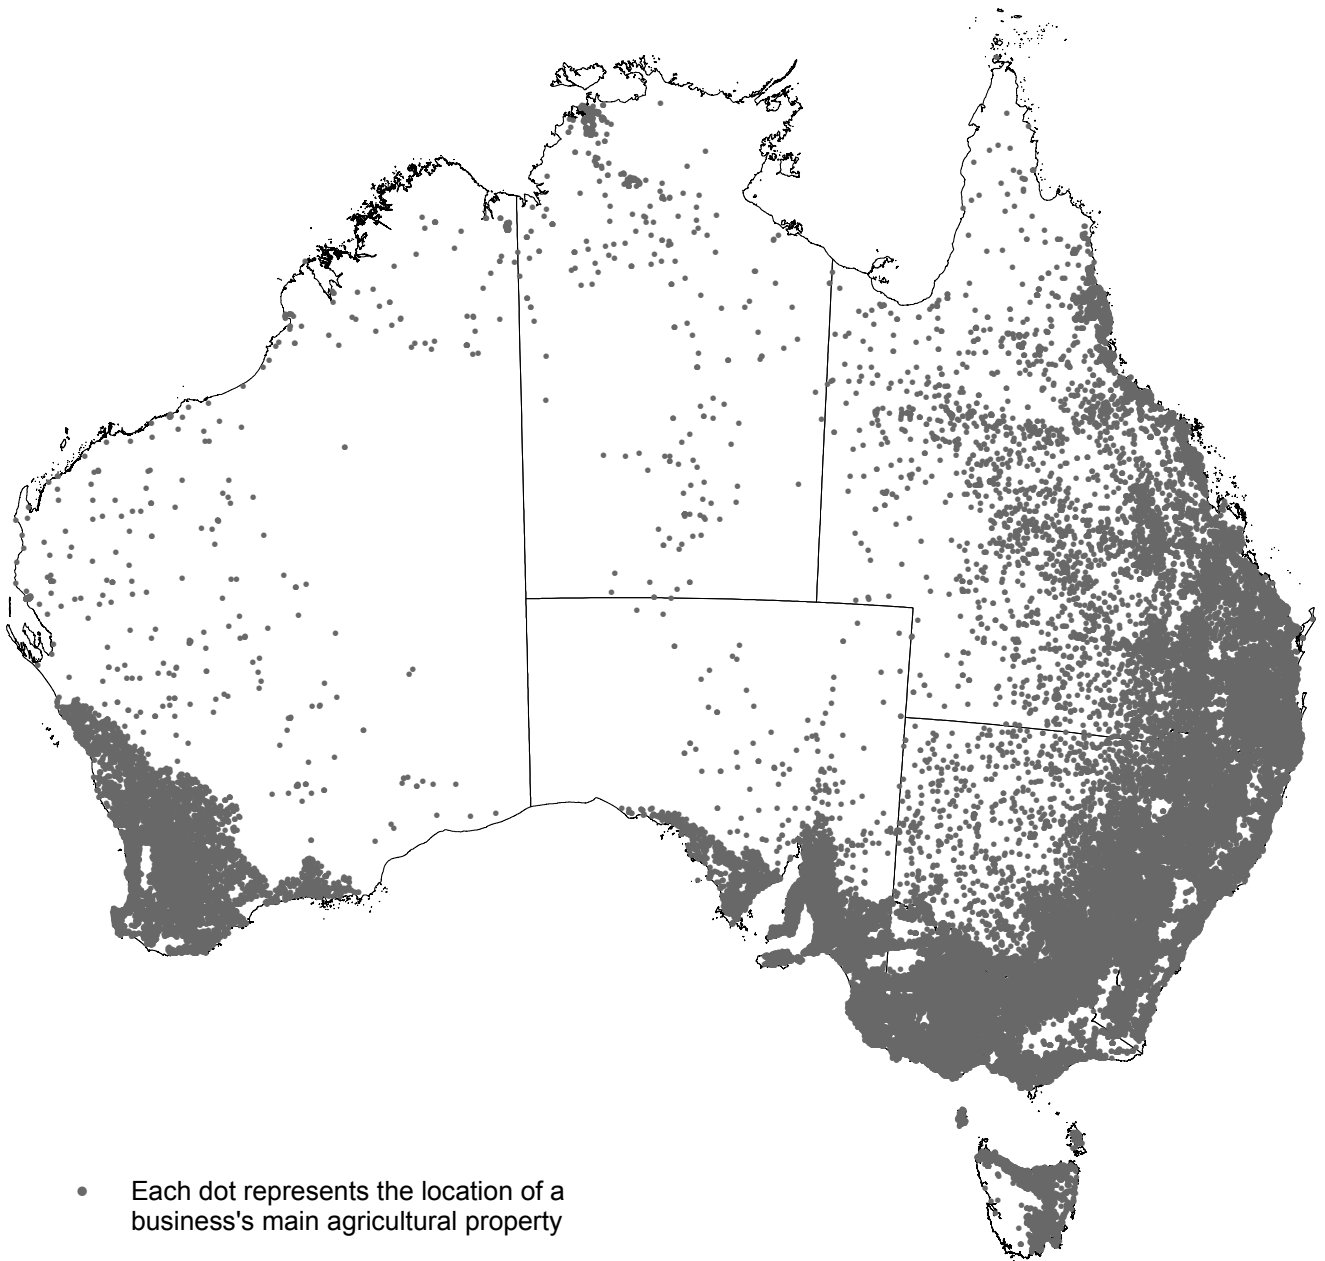 Each dot represents the location of a
business's main agricultural property